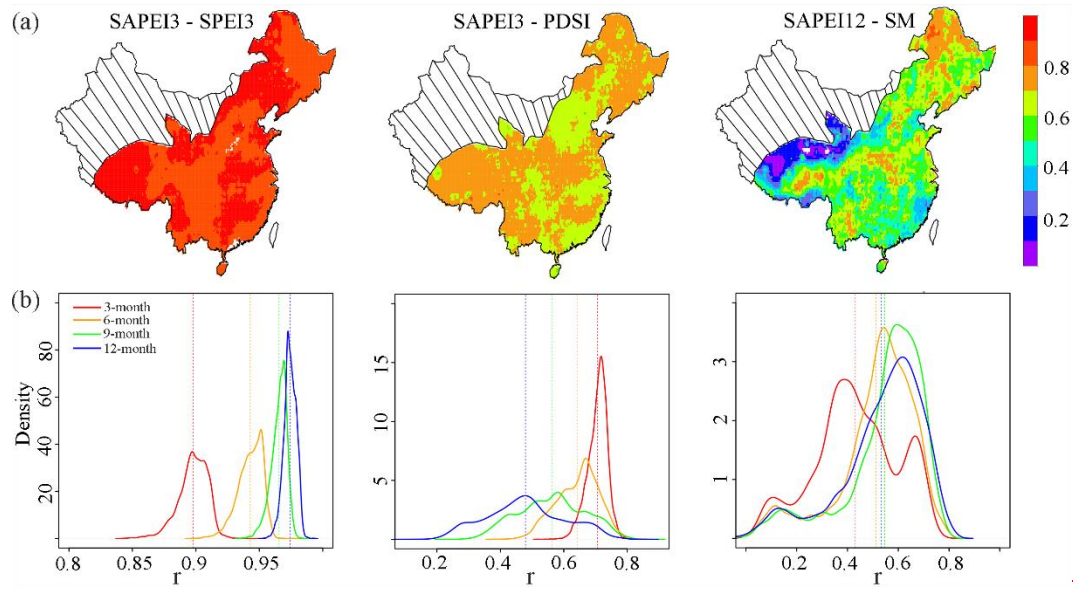 (a)
SAPEI3 - SPEI3
SAPEI3 - PDSI
SAPEI12 - SM
0.8
0.6
0.4
0.2
(b)
3-month
6-month
9-month
12-month
Density
80
60
40
20
0.8
0.9
0.95
r
15
10
5
0.2
0.4
0.6
0.8
r
3
2
1
0.2
0.4
0.6
0.8
r